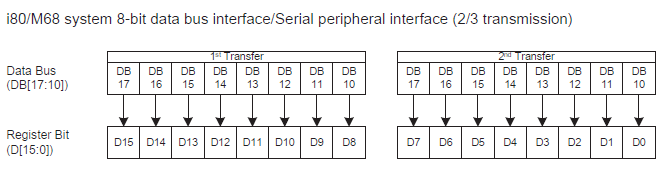 i80/M68 system 8-bit data bus interface/Serial peripheral interface (2/3 transmission)
1st Transfer 2nd Transfer
Data Bus DB DB DB DB DB DB DB DB DB DB DB DB DB DB DB DB
(DB[17:10]) 17 16 15 14 13 12 11 10 17 16 15 14 13 12 11 10
Register Bit
(D[15:0]) D15 D14 D13 D12 D11 D10 D9 D8 D7 D6 D5 D4 D3 D2 D1 D0